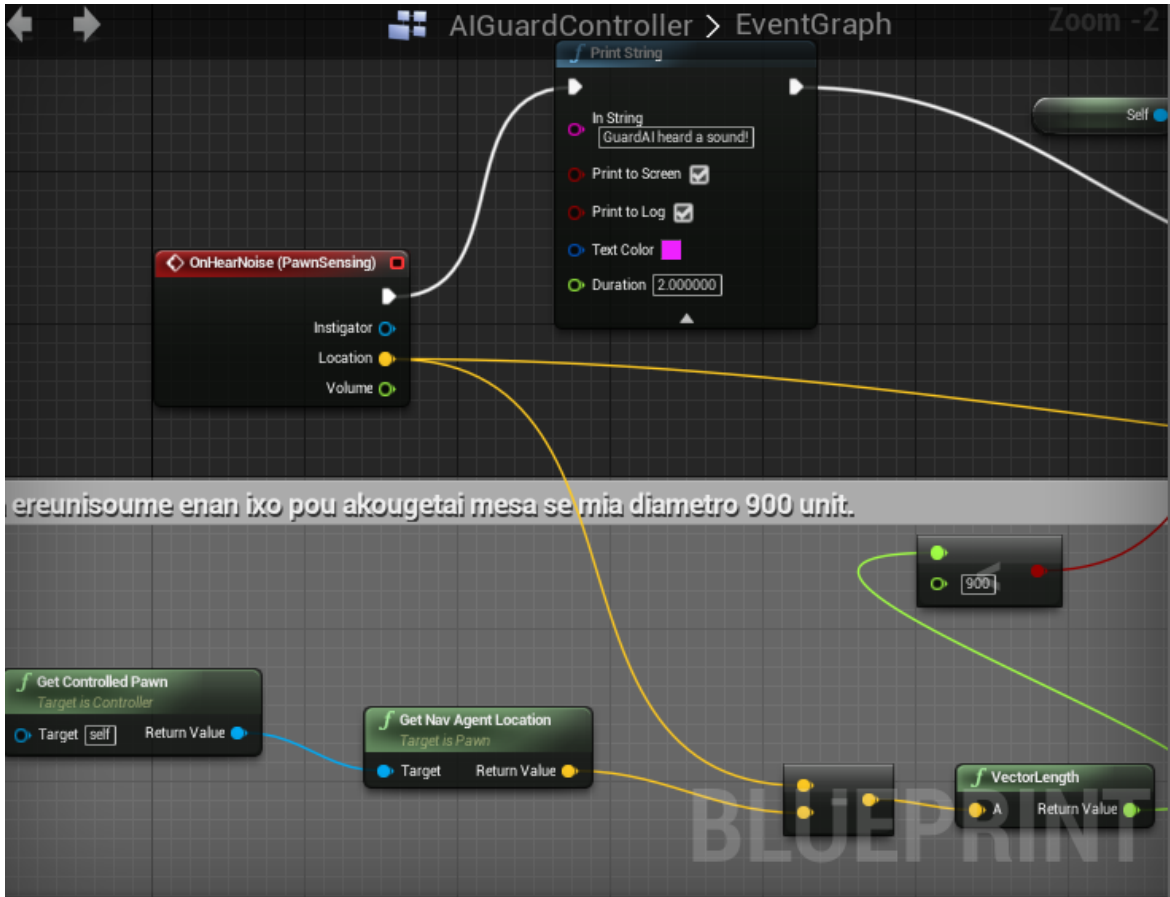 AIGuardController > EventGraph
Zoom -2
Print String
In String
GuardAI heard a sound!
Print to Screen
Print to Log
Text Color
Duration 2.000000
Self
OnHearNoise (PawnSensing)
Instigator
Location
Volume
ereunisoume enan ixo pou akougetai mesa se mia diametro 900 unit.
<
900
f Get Controlled Pawn
Target is Controller
Target self Return Value
f Get Nav Agent Location
Target is Pawn
Target Return Value
-
f VectorLength
A Return Value
BLUEPRINT